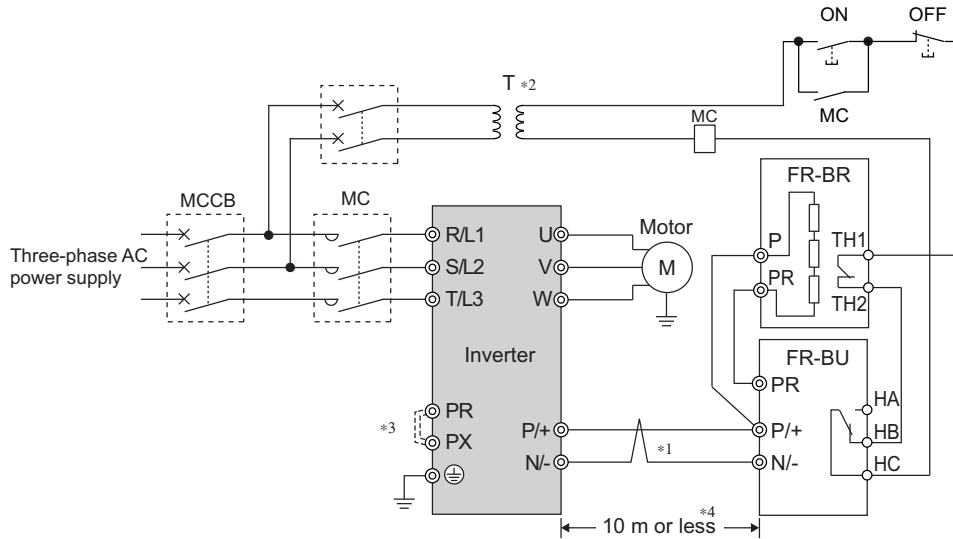 ON
OFF
T *2
MC
MC
FR-BR
MCCB
MC
Motor
P
TH1
R/L1
U
Three-phase AC
power supply
S/L2
V
M
PR
T/L3
W
TH2
Inverter
FR-BU
PR
PR
HA
*3
P/+
P/+
HB
PX
*1
N/-
N/-
HC
10 m or less *4